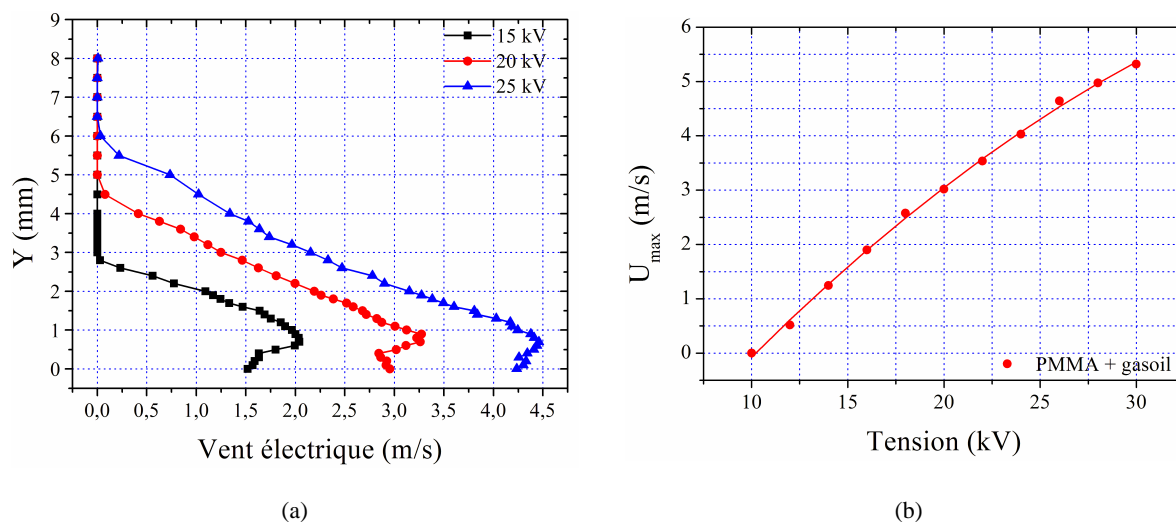 9
8
7
6
5
4
3
2
1
0
Y (mm)
0,0 0,5 1,0 1,5 2,0 2,5 3,0 3,5 4,0 4,5
Vent électrique (m/s)
15 kV
20 kV
25 kV
(a)
6
5
4
3
2
1
0
U_max (m/s)
10 15 20 25 30
Tension (kV)
PMMA + gasoil
(b)